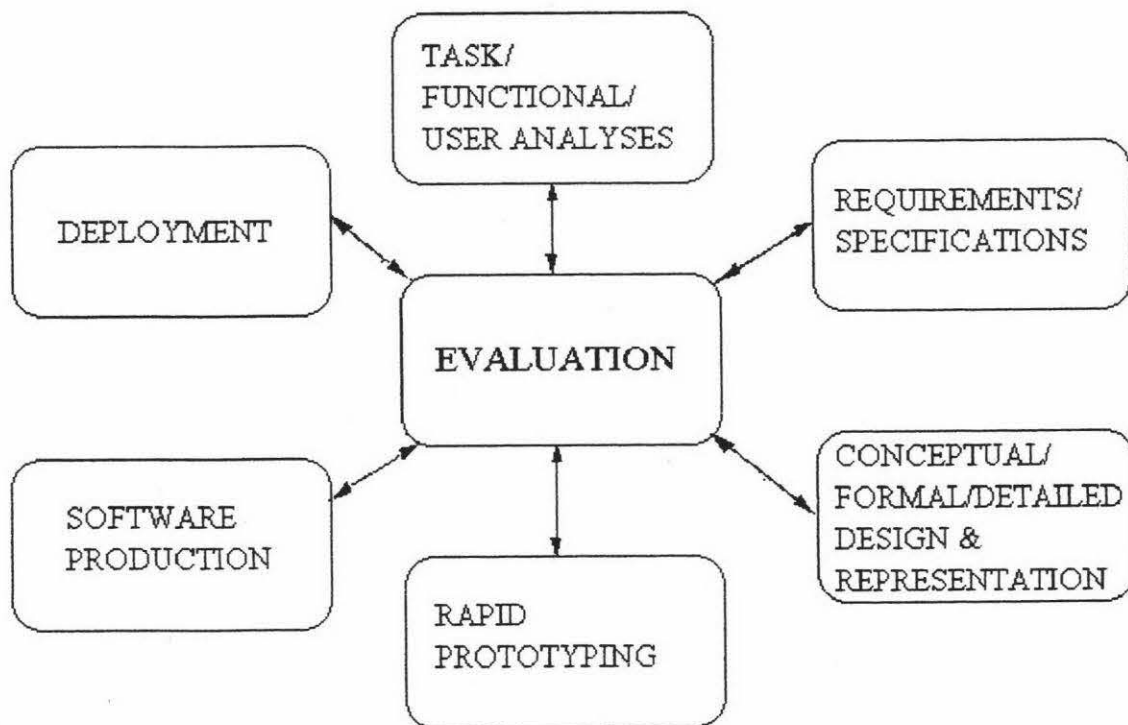 TASK/
FUNCTIONAL/
USER ANALYSES
REQUIREMENTS/
SPECIFICATIONS
DEPLOYMENT
EVALUATION
CONCEPTUAL/
FORMAL/DETAILED
DESIGN &
REPRESENTATION
SOFTWARE
PRODUCTION
RAPID
PROTOTYPING